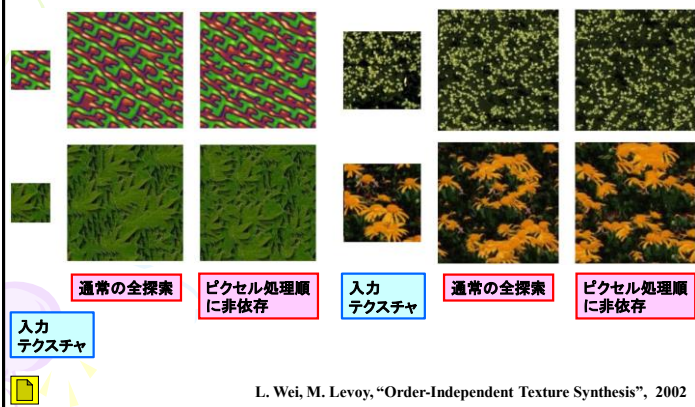 通常の全探索
ピクセル処理順
に非依存
入力
テクスチャ
通常の全探索
ピクセル処理順
に非依存
入力
テクスチャ
L. Wei, M. Levoy, “Order-Independent Texture Synthesis”, 2002